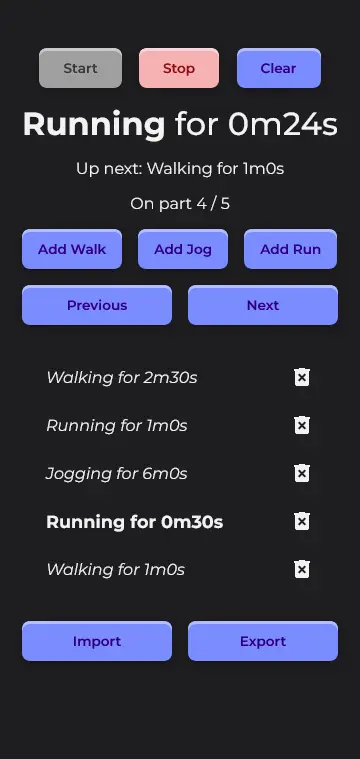 Start Stop Clear
Running for 0m24s
Up next: Walking for 1m0s
On part 4 / 5
Add Walk Add Jog Add Run
Previous Next
Walking for 2m30s
Running for 1m0s
Jogging for 6m0s
Running for 0m30s
Walking for 1m0s
Import Export